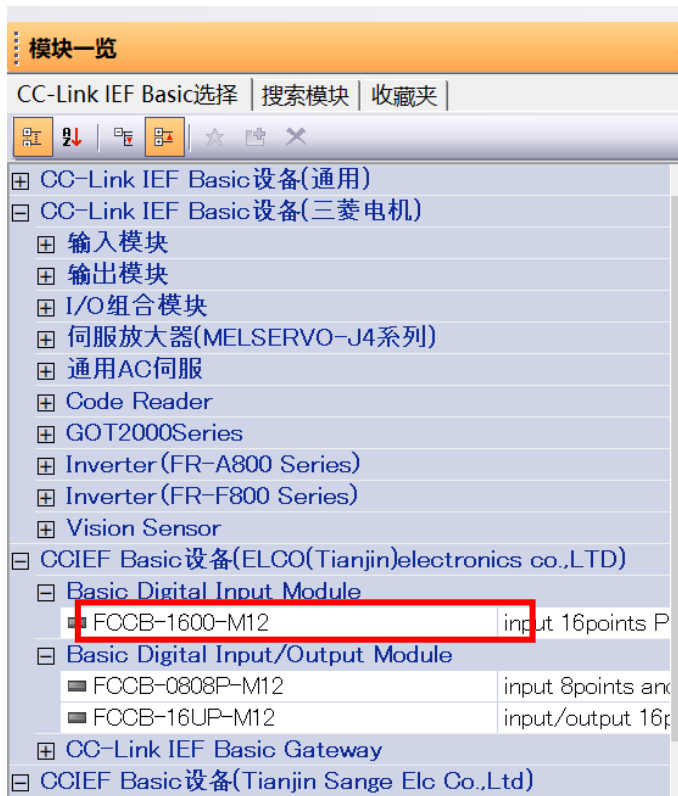 模块一览
CC-Link IEF Basic选择 搜索模块 收藏夹
CC-Link IEF Basic设备(通用)
CC-Link IEF Basic设备(三菱电机)
输入模块
输出模块
I/O组合模块
伺服放大器(MELSERVO-J4系列)
通用AC伺服
Code Reader
GOT2000Series
Inverter(FR-A800 Series)
Inverter(FR-F800 Series)
Vision Sensor
CCIEF Basic设备(ELCO(Tianjin)electronics co.,LTD)
Basic Digital Input Module
FCCB-1600-M12 input 16points P
Basic Digital Input/Output Module
FCCB-0808P-M12 input 8points and
FCCB-16UP-M12 input/output 16p
CC-Link IEF Basic Gateway
CCIEF Basic设备(Tianjin Sange Elc Co.,Ltd)